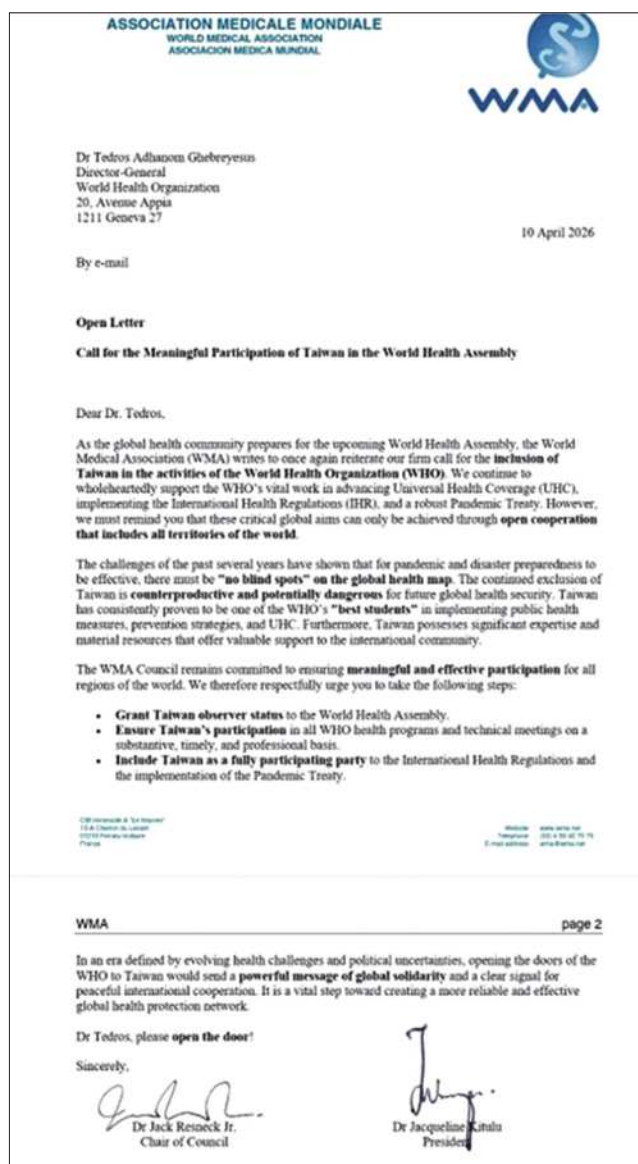 ASSOCIATION MEDICALE MONDIALE
WORLD MEDICAL ASSOCIATION
ASOCIACION MEDICA MUNDIAL
WMA
Dr Tedros Adhanom Ghebreyesus
Director-General
World Health Organization
20, Avenue Appia
1211 Geneva 27
10 April 2026
By e-mail
Open Letter
Call for the Meaningful Participation of Taiwan in the World Health Assembly
Dear Dr. Tedros,
As the global health community prepares for the upcoming World Health Assembly, the World
Medical Association (WMA) writes to once again reiterate our firm call for the inclusion of
Taiwan in the activities of the World Health Organization (WHO). We continue to
wholeheartedly support the WHO's vital work in advancing Universal Health Coverage (UHC),
implementing the International Health Regulations (IHR), and a robust Pandemic Treaty. However,
we must remind you that these critical global aims can only be achieved through open cooperation
that includes all territories of the world.
The challenges of the past several years have shown that for pandemic and disaster preparedness to
be effective, there must be "no blind spots" on the global health map. The continued exclusion of
Taiwan is counterproductive and potentially dangerous for future global health security. Taiwan
has consistently proven to be one of the WHO's "best students" in implementing public health
measures, prevention strategies, and UHC. Furthermore, Taiwan possesses significant expertise and
material resources that offer valuable support to the international community.
The WMA Council remains committed to ensuring meaningful and effective participation for all
regions of the world. We therefore respectfully urge you to take the following steps:
• Grant Taiwan observer status to the World Health Assembly.
• Ensure Taiwan's participation in all WHO health programs and technical meetings on a
substantive, timely, and professional basis.
• Include Taiwan as a fully participating party to the International Health Regulations and
the implementation of the Pandemic Treaty.
France
Website www.wma.net
Telephone
E-mail address wma@wma.net
WMA page 2
In an era defined by evolving health challenges and political uncertainties, opening the doors of the
WHO to Taiwan would send a powerful message of global solidarity and a clear signal for
peaceful international cooperation. It is a vital step toward creating a more reliable and effective
global health protection network.
Dr Tedros, please open the door!
Sincerely,
Dr Jack Resneck Jr. Dr Jacqueline Kitulu
Chair of Council President